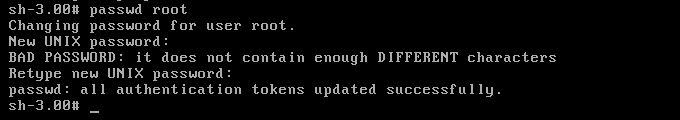 sh-3.00# passwd root
Changing password for user root.
New UNIX password:
BAD PASSWORD: it does not contain enough DIFFERENT characters
Retype new UNIX password:
passwd: all authentication tokens updated successfully.
sh-3.00# _